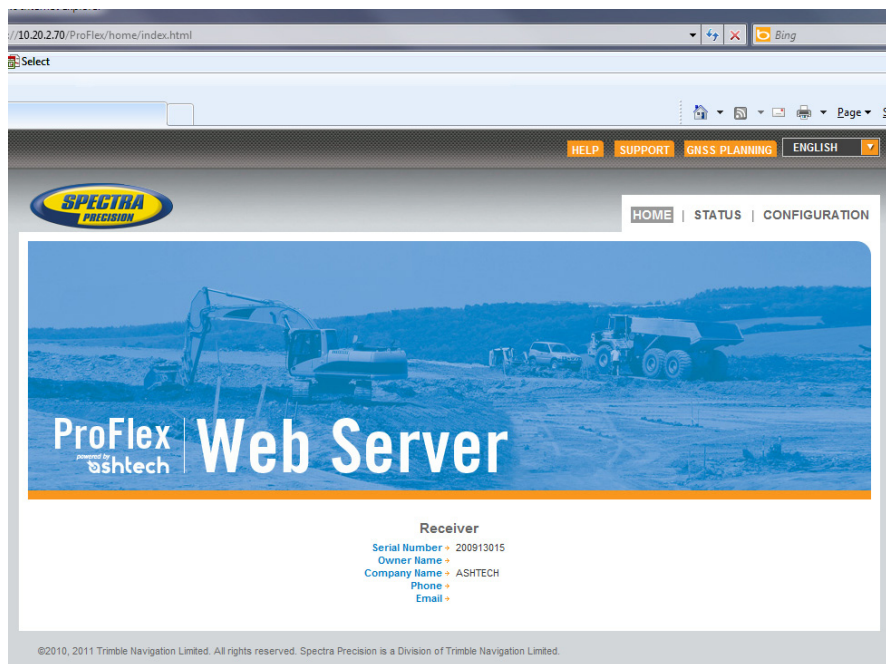 ://10.20.2.70/ProFlex/home/index.html
Bing
Select
Page
HELP SUPPORT GNSS PLANNING ENGLISH
SPECTRA
PRECISION
HOME | STATUS | CONFIGURATION
ProFlex
powered by
ashtech
Web Server
Receiver
Serial Number 200913015
Owner Name
Company Name ASHTECH
Phone
Email
©2010, 2011 Trimble Navigation Limited. All rights reserved. Spectra Precision is a Division of Trimble Navigation Limited.